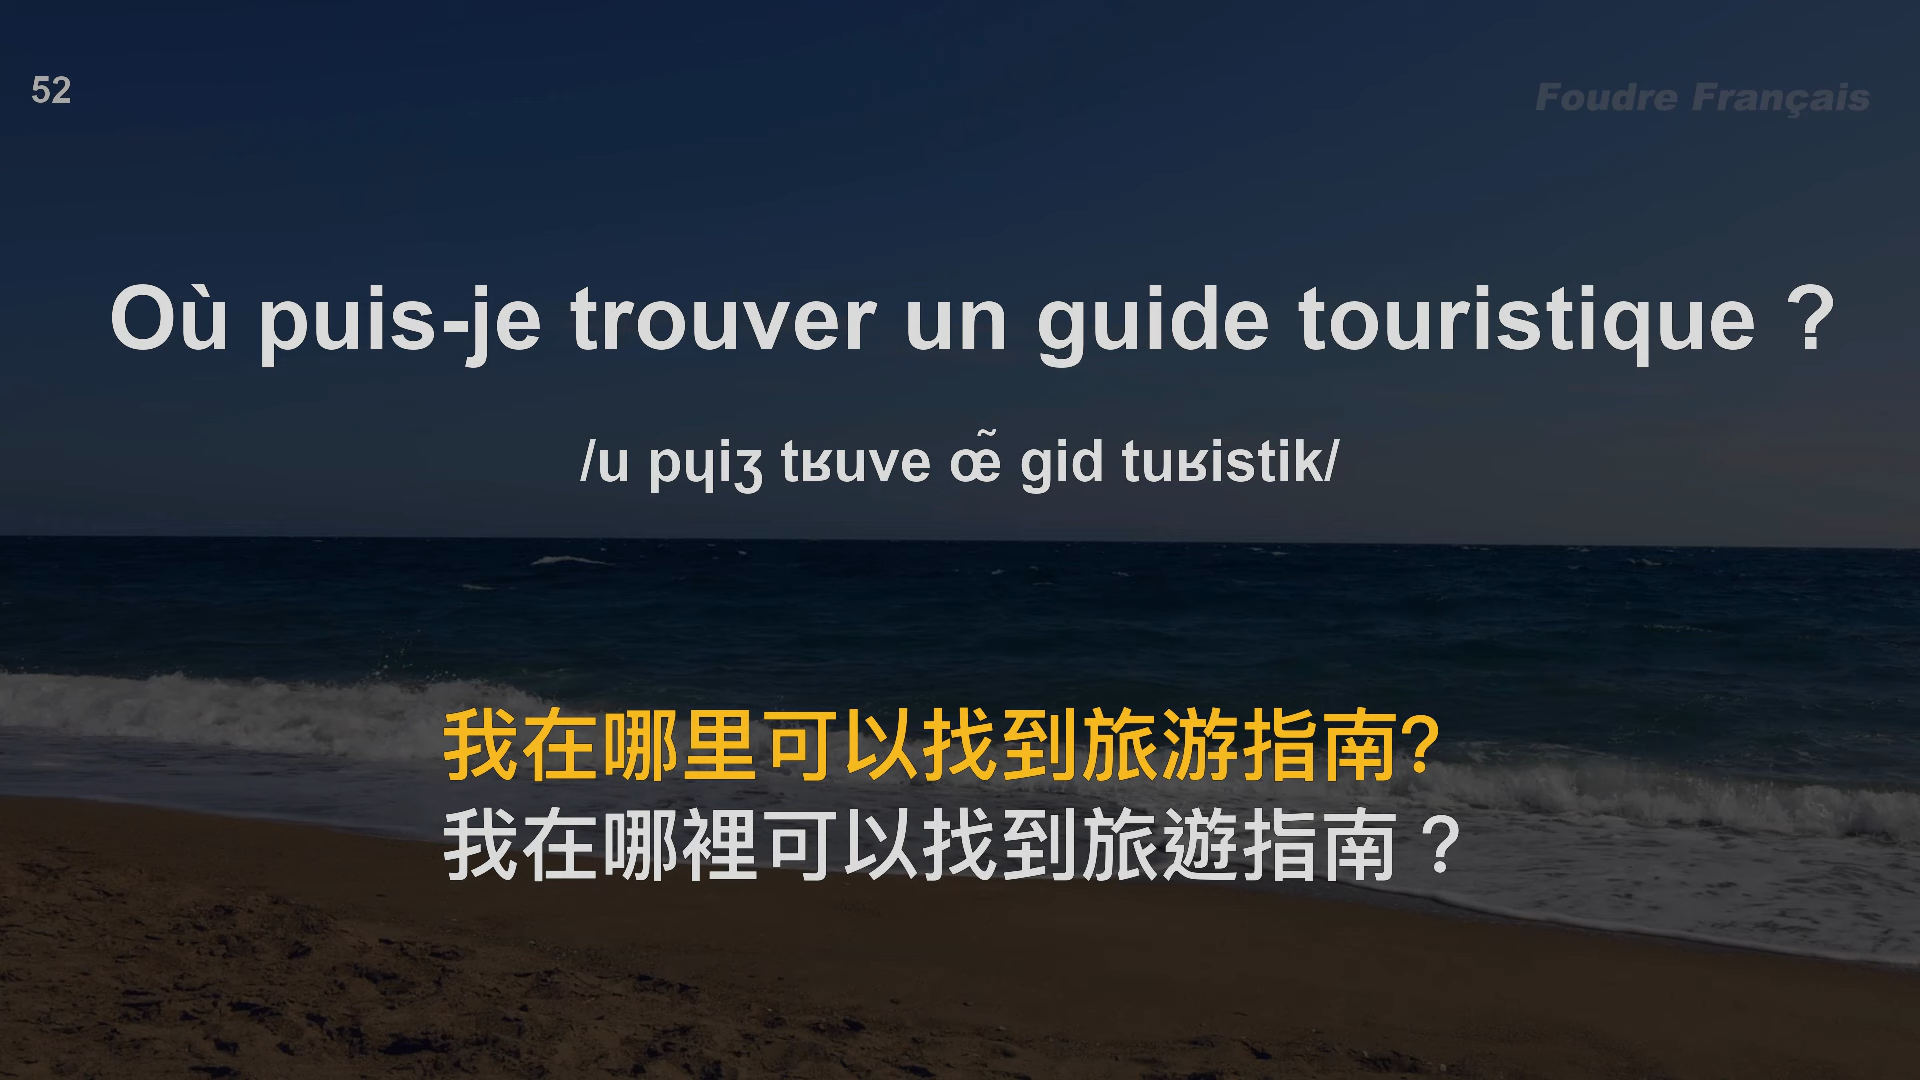 52
Foudre Français
Où puis-je trouver un guide touristique ?
/u pɥiʒ tʁuve œ̃ gid tuʁistik/
我在哪里可以找到旅游指南?
我在哪裡可以找到旅遊指南？